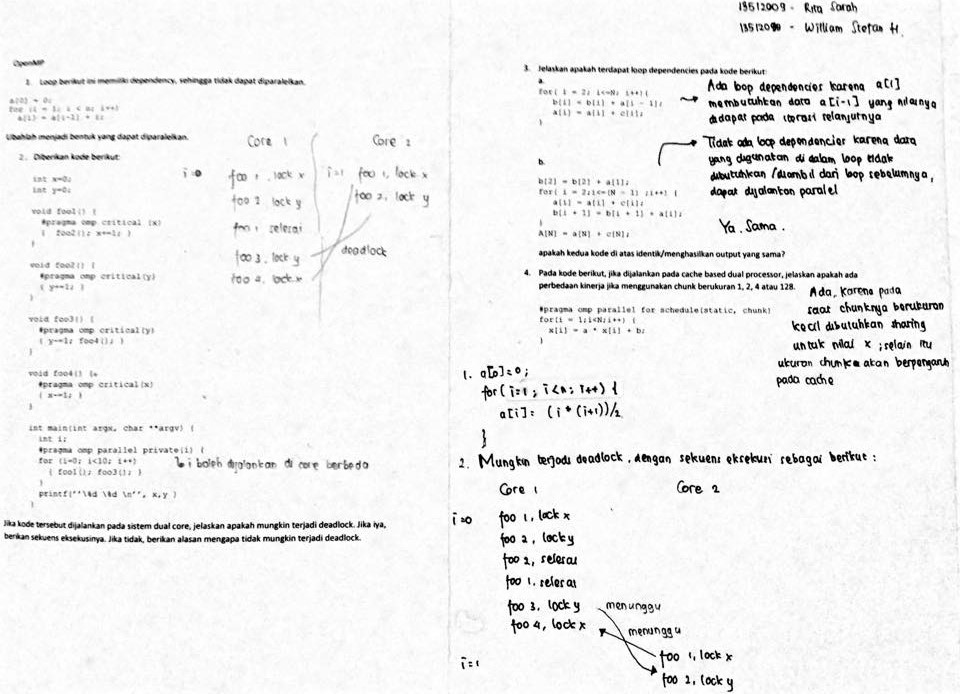 13512009 - Rita Sarah
13512090 - William Stefan H.
OpenMP
1. Loop berikut ini memiliki dependency, sehingga tidak dapat diparalelkan.
a[0] = 0;
for (i = 1; i < n; i++)
a[i] = a[i-1] + i;
Ubahlah menjadi bentuk yang dapat diparalelkan.
2. Diberikan kode berikut:
int x=0;
int y=0;
void foo1() {
#pragma omp critical (x)
{ foo2(); x+=1; }
}
void foo2() {
#pragma omp critical(y)
{ y+=1; }
}
void foo3() {
#pragma omp critical(y)
{ y-=1; foo4(); }
}
void foo4() {
#pragma omp critical(x)
{ x-=1; }
}
int main(int argx, char **argv) {
int i;
#pragma omp parallel private(i) {
for (i=0; i<10; i++)
{ foo1(); foo3(); }
}
printf("\%d \%d \n", x,y )
}
i boleh dijalankan di core berbeda
Jika kode tersebut dijalankan pada sistem dual core, jelaskan apakah mungkin terjadi deadlock. Jika iya,
berikan sekuens eksekusinya. Jika tidak, berikan alasan mengapa tidak mungkin terjadi deadlock.
Core 1 Core 2
i=0 foo 1, lock x i=1 foo 1, lock x
foo 2 lock y foo 2, lock y
foo 1 selesai
foo 3, lock y deadlock
foo 4, lock x
3. Jelaskan apakah terdapat loop dependencies pada kode berikut:
a.
for( i = 2; i<=N; i++) {
b[i] = b[i] + a[i - 1];
a[i] = a[i] + c[i];
}
Ada loop dependencies karena a[i]
membutuhkan data a[i-1] yang nilainya
didapat pada iterasi selanjutnya
b.
b[2] = b[2] + a[1];
for( i = 2;i<=(N - 1) ;i++) {
a[i] = a[i] + c[i];
b[i + 1] = b[i + 1] + a[i];
}
A[N] = a[N] + c[N];
Tidak ada loop dependencies karena data
yang digunakan di dalam loop tidak
dibutuhkan / diambil dari loop sebelumnya,
dapat dijalankan paralel
Ya. Sama.
apakah kedua kode di atas identik/menghasilkan output yang sama?
4. Pada kode berikut, jika dijalankan pada cache based dual processor, jelaskan apakah ada
perbedaan kinerja jika menggunakan chunk berukuran 1, 2, 4 atau 128.
#pragma omp parallel for schedule(static, chunk)
for(i = 1;i<N;i++) {
x[i] = a * x[i] + b;
}
Ada, karena pada
saat chunknya berukuran
kecil dibutuhkan sharing
untuk nilai x ; selain itu
ukuran chunk akan berpengaruh
pada cache
1. a[0] = 0;
for ( i=1 ; i<n ; i++) {
a[i] = (i * (i+1))/2
}
2. Mungkin terjadi deadlock, dengan sekuens eksekusi sebagai berikut :
Core 1 Core 2
i=0 foo 1, lock x
foo 2, lock y
foo 2, selesai
foo 1, selesai
foo 3, lock y menunggu
foo 4, lock x menunggu
i=1 foo 1, lock x
foo 2, lock y